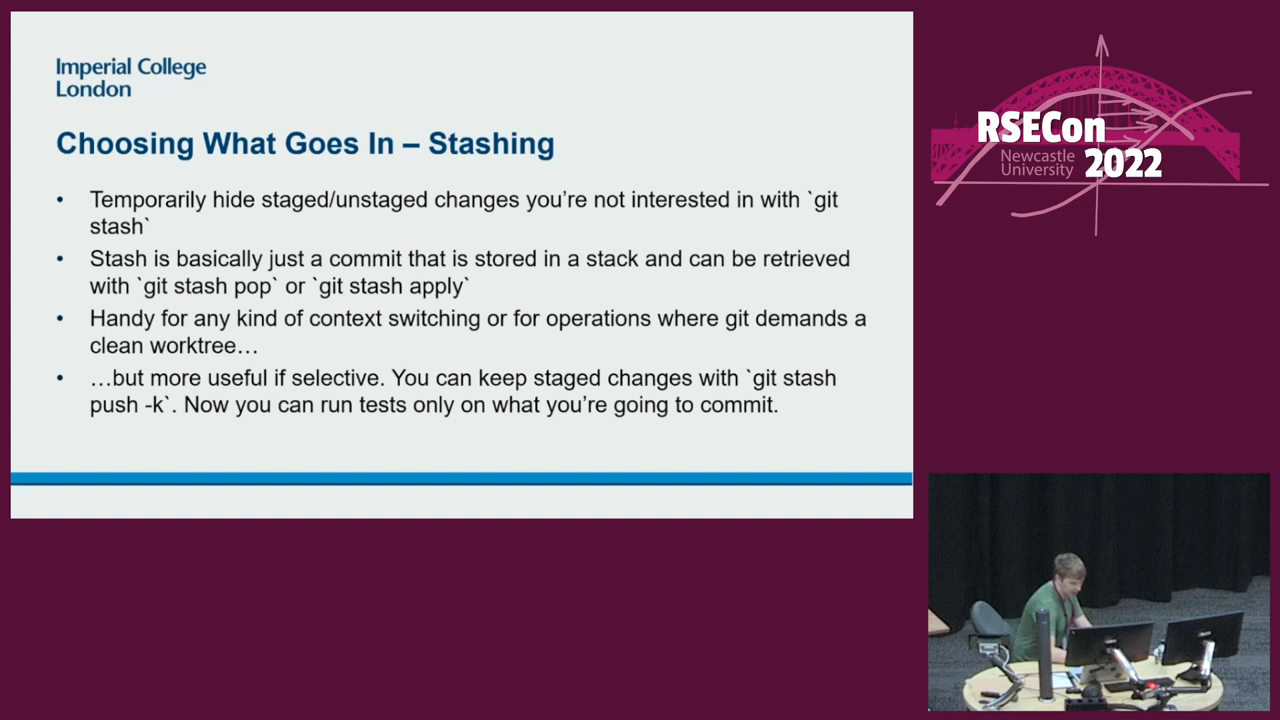 Imperial College
London
Choosing What Goes In – Stashing
• Temporarily hide staged/unstaged changes you're not interested in with `git
stash`
• Stash is basically just a commit that is stored in a stack and can be retrieved
with `git stash pop` or `git stash apply`
• Handy for any kind of context switching or for operations where git demands a
clean worktree…
• …but more useful if selective. You can keep staged changes with `git stash
push -k`. Now you can run tests only on what you're going to commit.
RSECon
Newcastle
University
2022